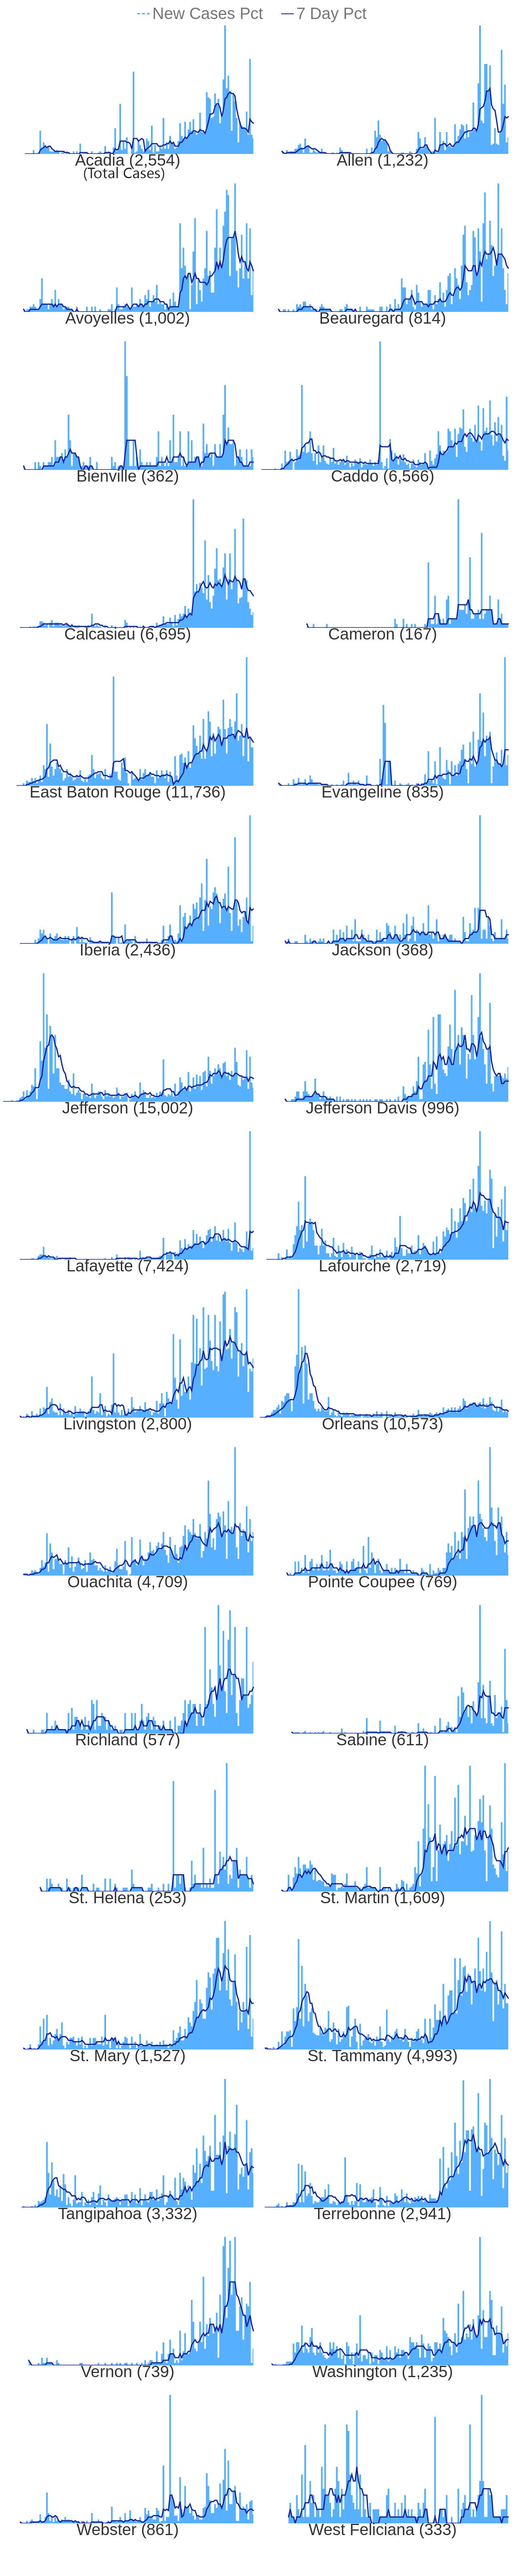 New Cases Pct 7 Day Pct
Acadia (2,554) Allen (1,232)
(Total Cases)
Avoyelles (1,002) Beauregard (814)
Bienville (362) Caddo (6,566)
Calcasieu (6,695) Cameron (167)
East Baton Rouge (11,736) Evangeline (835)
Iberia (2,436) Jackson (368)
Jefferson (15,002) Jefferson Davis (996)
Lafayette (7,424) Lafourche (2,719)
Livingston (2,800) Orleans (10,573)
Ouachita (4,709) Pointe Coupee (769)
Richland (577) Sabine (611)
St. Helena (253) St. Martin (1,609)
St. Mary (1,527) St. Tammany (4,993)
Tangipahoa (3,332) Terrebonne (2,941)
Vernon (739) Washington (1,235)
Webster (861) West Feliciana (333)